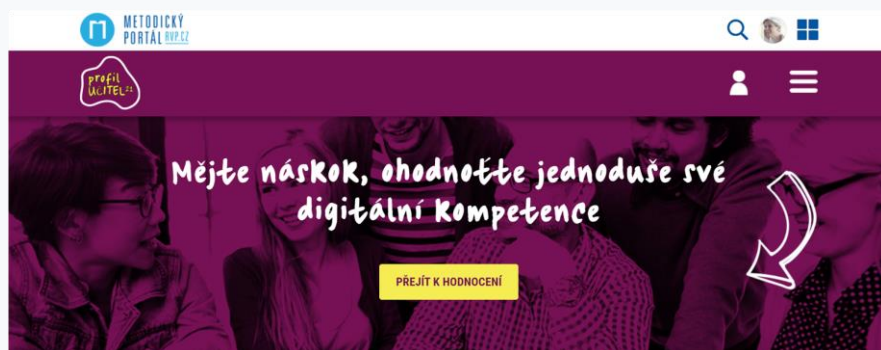 METODICKÝ
PORTÁL RVP.CZ
profil
UčITEL21
Mějte náskok, ohodnoťte jednoduše své
digitální kompetence
PŘEJÍT K HODNOCENÍ